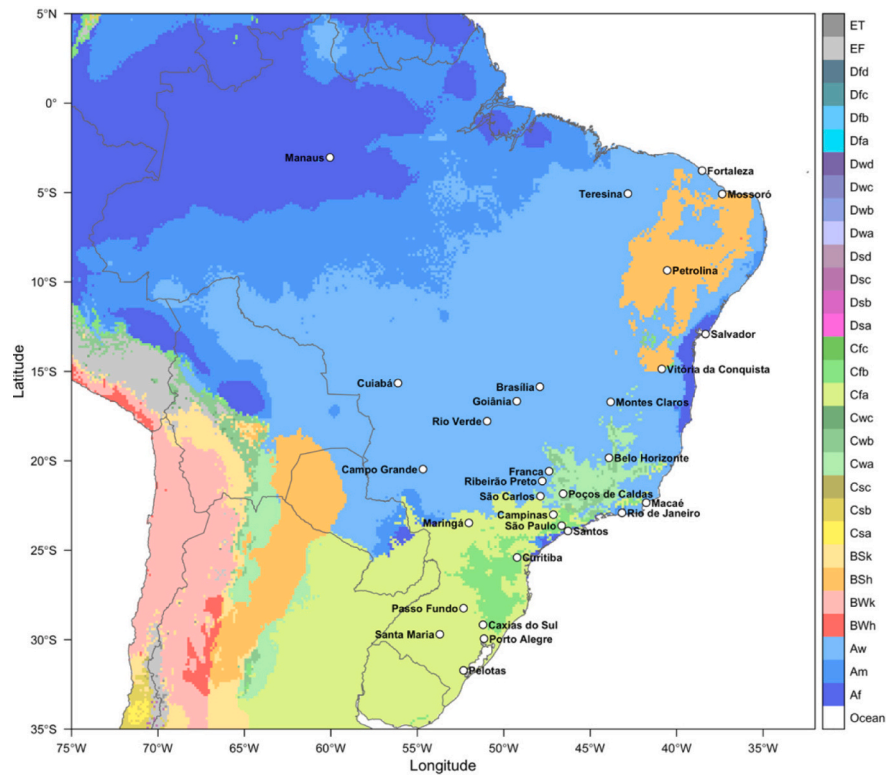 5°N
0°
5°S
10°S
15°S
20°S
25°S
30°S
35°S
Latitude
75°W
70°W
65°W
60°W
55°W
50°W
45°W
40°W
35°W
Longitude
Manaus
Fortaleza
Teresina
Mossoró
Petrolina
Salvador
Vitória da Conquista
Cuiabá
Brasília
Goiânia
Montes Claros
Rio Verde
Belo Horizonte
Campo Grande
Franca
Ribeirão Preto
São Carlos
Poços de Caldas
Macaé
Campinas
Rio de Janeiro
Maringá
São Paulo
Santos
Curitiba
Passo Fundo
Caxias do Sul
Santa Maria
Porto Alegre
Pelotas
ET
EF
Dfd
Dfc
Dfb
Dfa
Dwd
Dwc
Dwb
Dwa
Dsd
Dsc
Dsb
Dsa
Cfc
Cfb
Cfa
Cwc
Cwb
Cwa
Csc
Csb
Csa
BSk
BSh
BWk
BWh
Aw
Am
Af
Ocean